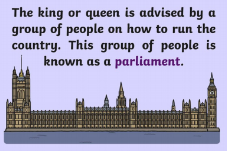 The king or queen is advised by a
group of people on how to run the
country. This group of people is
known as a parliament.